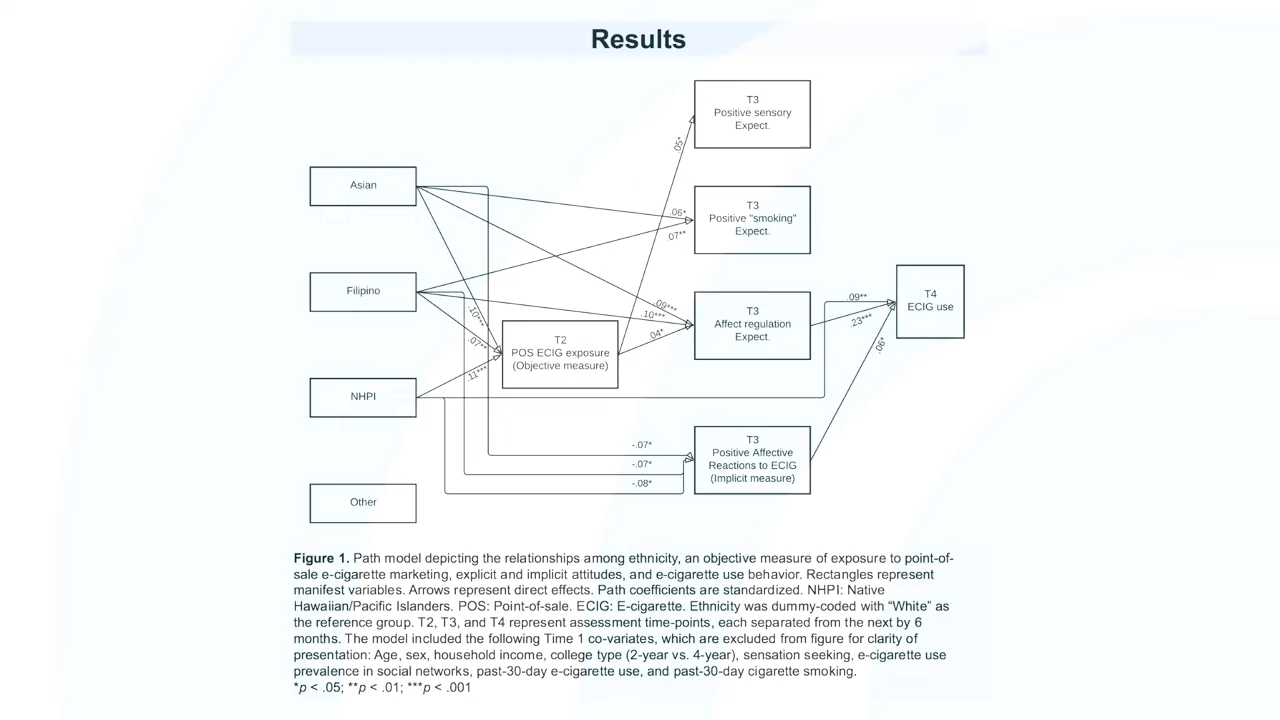 Results
T3
Positive sensory
Expect.
.05*
Asian
T3
Positive "smoking"
Expect.
.06*
.07**
Filipino
T4
ECIG use
.09**
.23***
.06*
T3
Affect regulation
Expect.
.09***
.10***
.04*
.10***
.07**
.11***
T2
POS ECIG exposure
(Objective measure)
NHPI
T3
Positive Affective
Reactions to ECIG
(Implicit measure)
-.07*
-.07*
-.08*
Other
Figure 1. Path model depicting the relationships among ethnicity, an objective measure of exposure to point-of-
sale e-cigarette marketing, explicit and implicit attitudes, and e-cigarette use behavior. Rectangles represent
manifest variables. Arrows represent direct effects. Path coefficients are standardized. NHPI: Native
Hawaiian/Pacific Islanders. POS: Point-of-sale. ECIG: E-cigarette. Ethnicity was dummy-coded with “White” as
the reference group. T2, T3, and T4 represent assessment time-points, each separated from the next by 6
months. The model included the following Time 1 co-variates, which are excluded from figure for clarity of
presentation: Age, sex, household income, college type (2-year vs. 4-year), sensation seeking, e-cigarette use
prevalence in social networks, past-30-day e-cigarette use, and past-30-day cigarette smoking.
*p < .05; **p < .01; ***p < .001